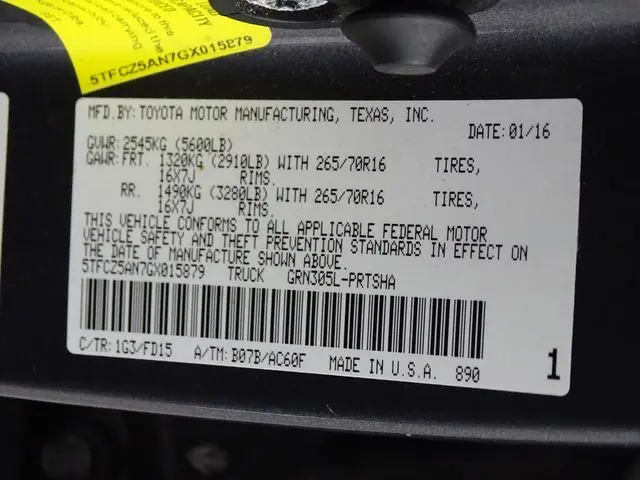 5TFCZ5AN7GX015879
MFD.BY: TOYOTA MOTOR MANUFACTURING, TEXAS, INC.
DATE: 01/16
GVWR: 2545KG (5600LB)
GAWR: FRT. 1320KG (2910LB) WITH 265/70R16 TIRES,
16X7J RIMS.
RR. 1490KG (3280LB) WITH 265/70R16 TIRES,
16X7J RIMS.
THIS VEHICLE CONFORMS TO ALL APPLICABLE FEDERAL MOTOR
VEHICLE SAFETY AND THEFT PREVENTION STANDARDS IN EFFECT ON
THE DATE OF MANUFACTURE SHOWN ABOVE.
5TFCZ5AN7GX015879 TRUCK GRN305L-PRTSHA
C/TR: 1G3/FD15 A/TM: B07B/AC60F MADE IN U.S.A. 890
1